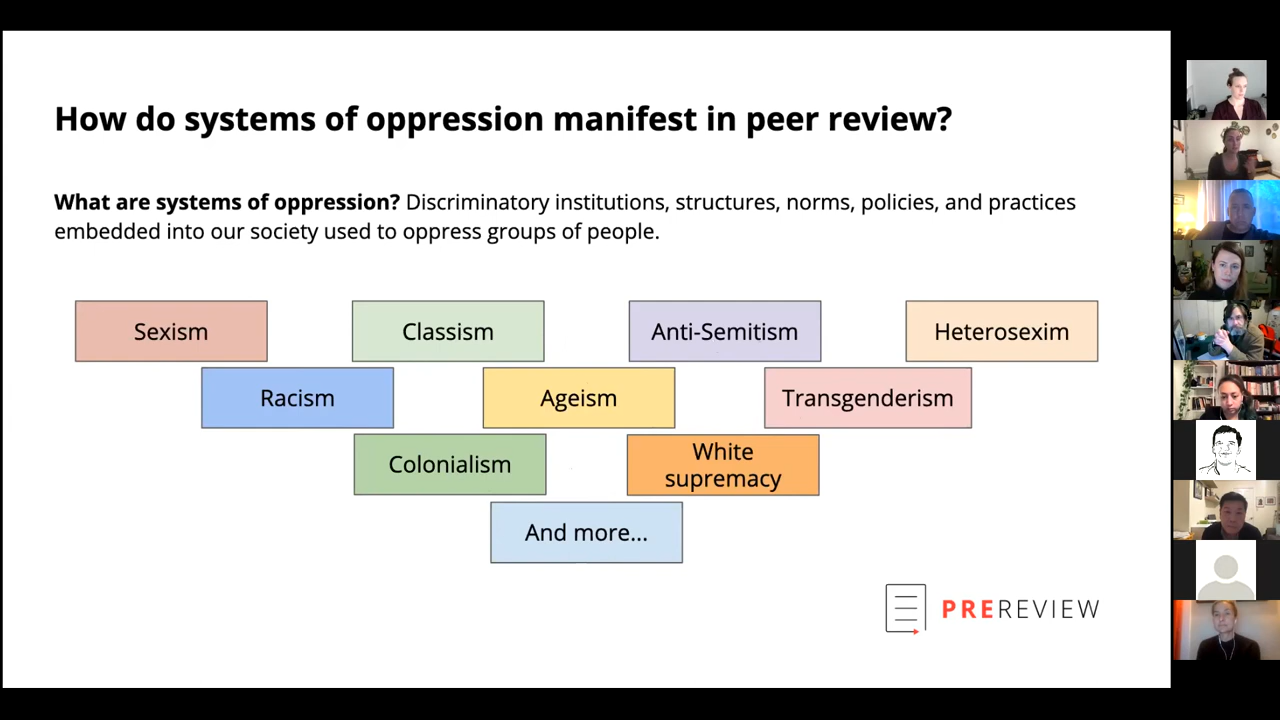 How do systems of oppression manifest in peer review?
What are systems of oppression? Discriminatory institutions, structures, norms, policies, and practices
embedded into our society used to oppress groups of people.
Sexism
Classism
Anti-Semitism
Heterosexim
Racism
Ageism
Transgenderism
Colonialism
White
supremacy
And more...
PREREVIEW